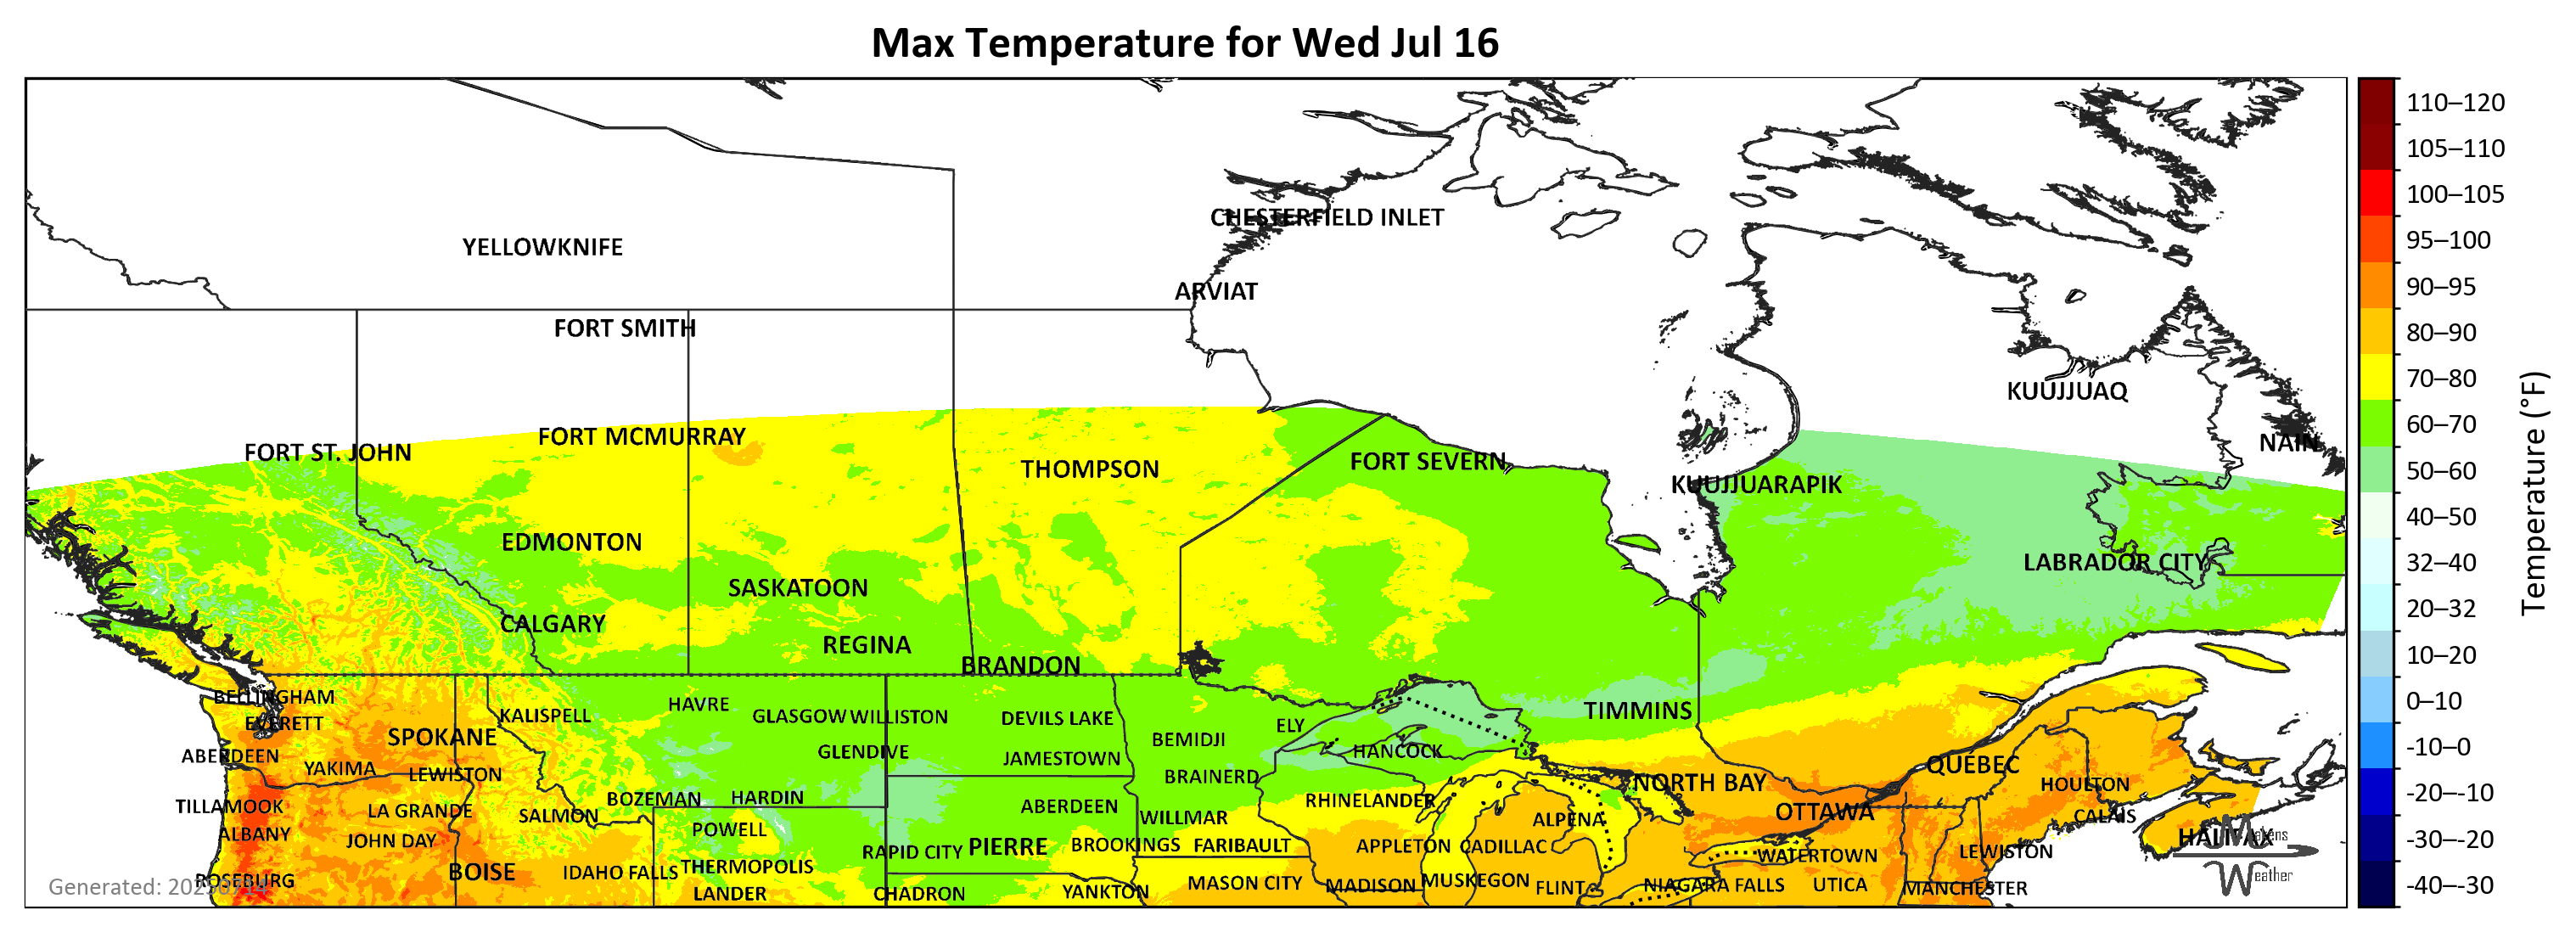 Max Temperature for Wed Jul 16
110–120
105–110
100–105
95–100
90–95
80–90
70–80
60–70
50–60
40–50
32–40
20–32
10–20
0–10
-10–0
-20–-10
-30–-20
-40–-30
Temperature (°F)
CHESTERFIELD INLET
YELLOWKNIFE
ARVIAT
FORT SMITH
KUUJJUAQ
FORT MCMURRAY
NAIN
FORT ST. JOHN
FORT SEVERN
THOMPSON
KUUJJUARAPIK
EDMONTON
LABRADOR CITY
SASKATOON
CALGARY
REGINA
BRANDON
BELLINGHAM
HAVRE
TIMMINS
KALISPELL
GLASGOW
WILLISTON
DEVILS LAKE
EVERETT
ELY
SPOKANE
BEMIDJI
HANCOCK
GLENDIVE
ABERDEEN
JAMESTOWN
QUÉBEC
YAKIMA
LEWISTON
BRAINERD
NORTH BAY
HOULTON
BOZEMAN
HARDIN
RHINELANDER
TILLAMOOK
ABERDEEN
LA GRANDE
SALMON
OTTAWA
CALAIS
WILLMAR
ALPENA
POWELL
ALBANY
HALIFAX
JOHN DAY
BROOKINGS
FARIBAULT
APPLETON
CADILLAC
PIERRE
RAPID CITY
LEWISTON
WATERTOWN
THERMOPOLIS
BOISE
IDAHO FALLS
ROSEBURG
MUSKEGON
MASON CITY
MADISON
FLINT
NIAGARA FALLS
UTICA
MANCHESTER
LANDER
CHADRON
YANKTON
Makens
Weather